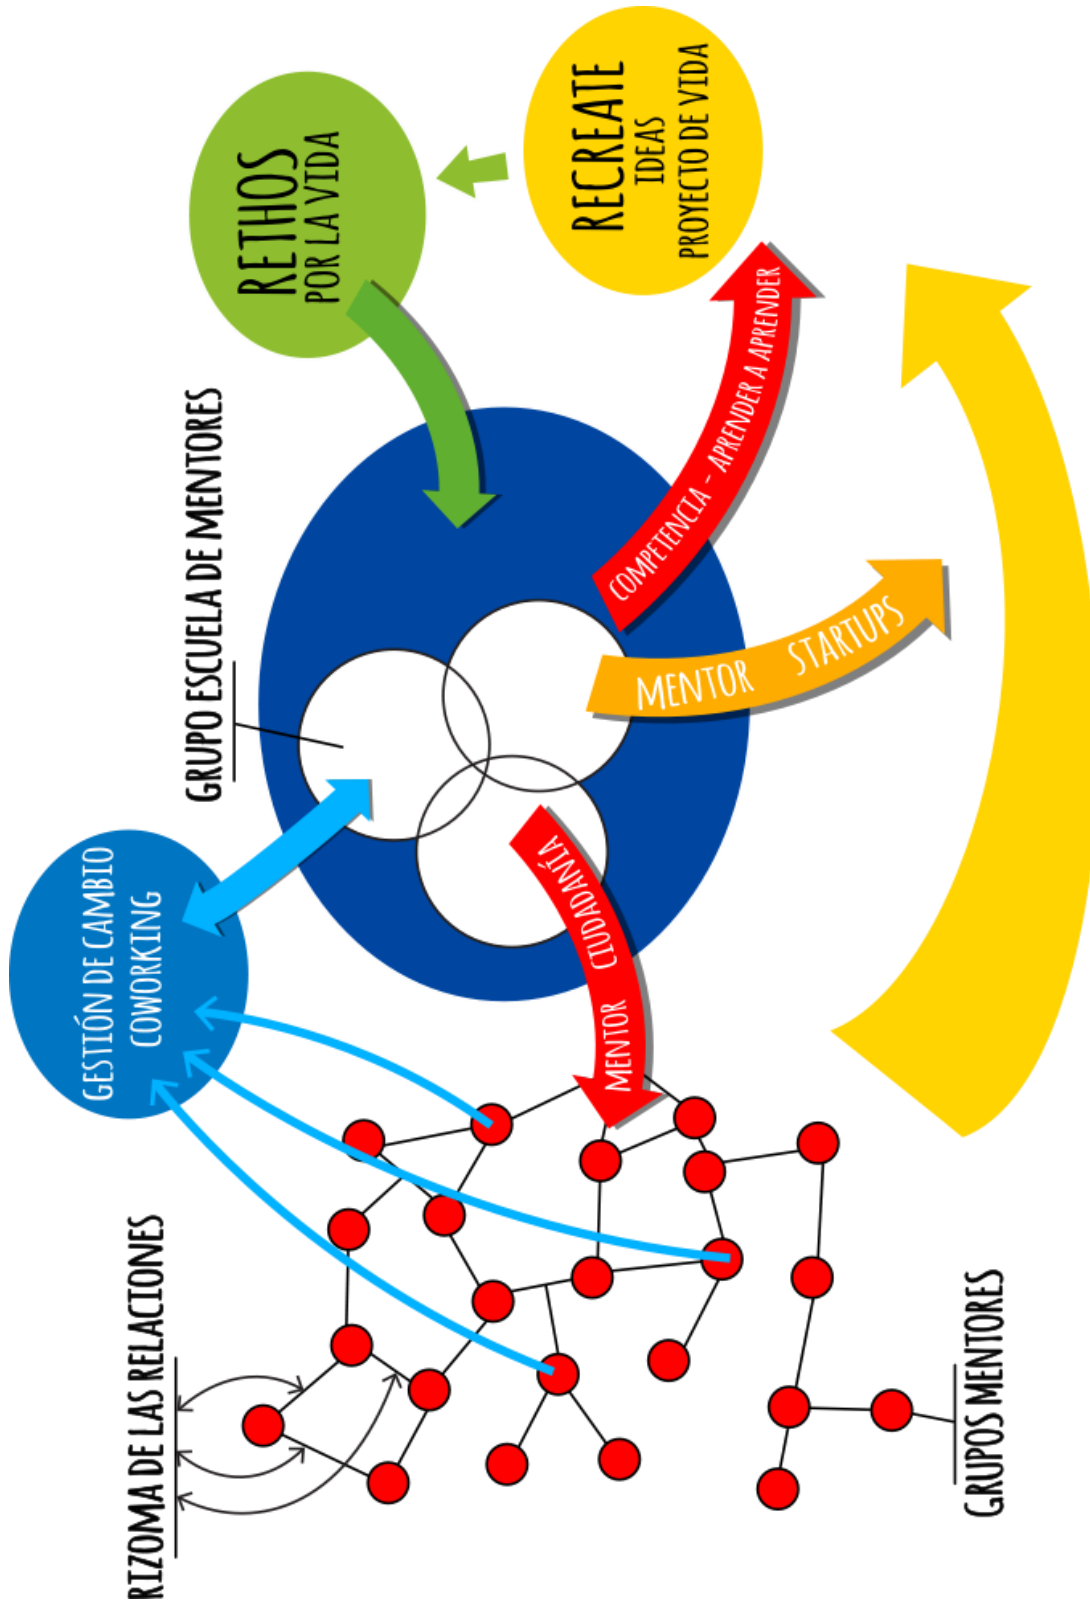 RIZOMA DE LAS RELACIONES
GESTIÓN DE CAMBIO
COWORKING
GRUPO ESCUELA DE MENTORES
RETHOS
POR LA VIDA
RECREATE
IDEAS
PROYECTO DE VIDA
COMPETENCIA - APRENDER A APRENDER
MENTOR STARTUPS
MENTOR CIUDADANÍA
GRUPOS MENTORES